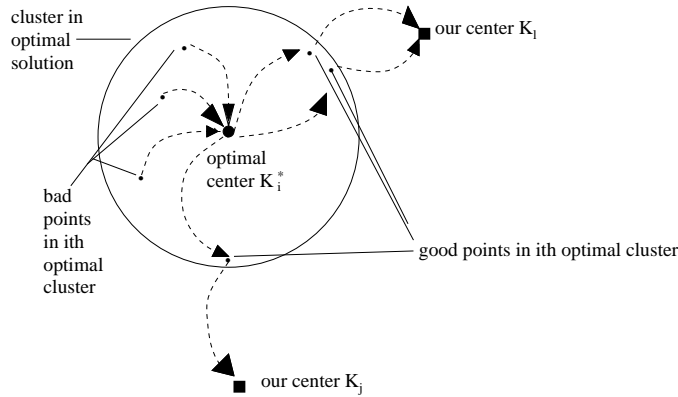 cluster in
optimal
solution
our center K_l
optimal
center K_i^*
bad
points
in ith
optimal
cluster
good points in ith optimal cluster
our center K_j